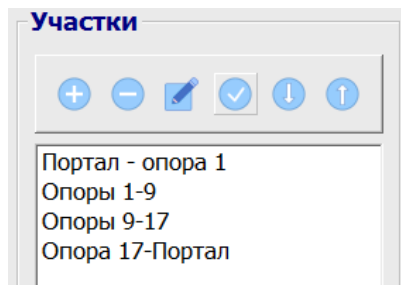 Участки
Портал - опора 1
Опоры 1-9
Опоры 9-17
Опора 17-Портал